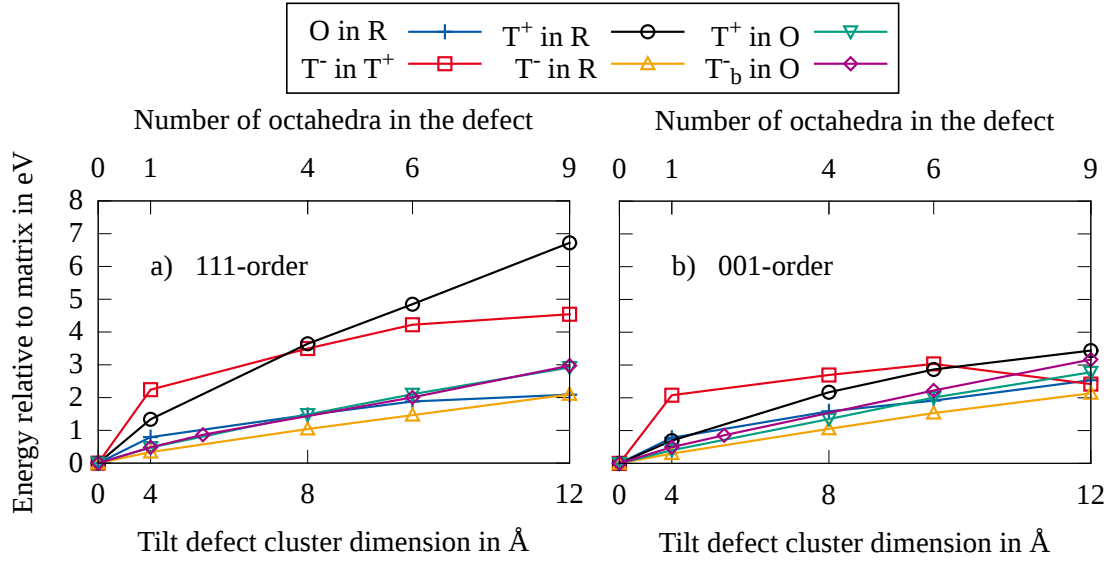 O in R T⁺ in R T⁺ in O
T⁻ in T⁺ T⁻ in R T⁻b in O
Number of octahedra in the defect Number of octahedra in the defect
0 1 4 6 9 0 1 4 6 9
8
7
6
5
4
3
2
1
0
Energy relative to matrix in eV
a) 111-order b) 001-order
0 4 8 12 0 4 8 12
Tilt defect cluster dimension in Å Tilt defect cluster dimension in Å